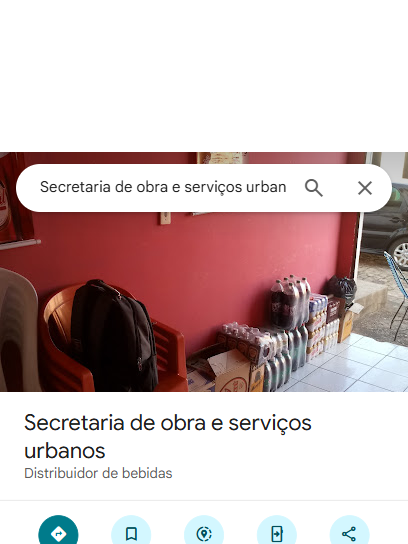 Secretaria de obra e serviços urban
Secretaria de obra e serviços
urbanos
Distribuidor de bebidas